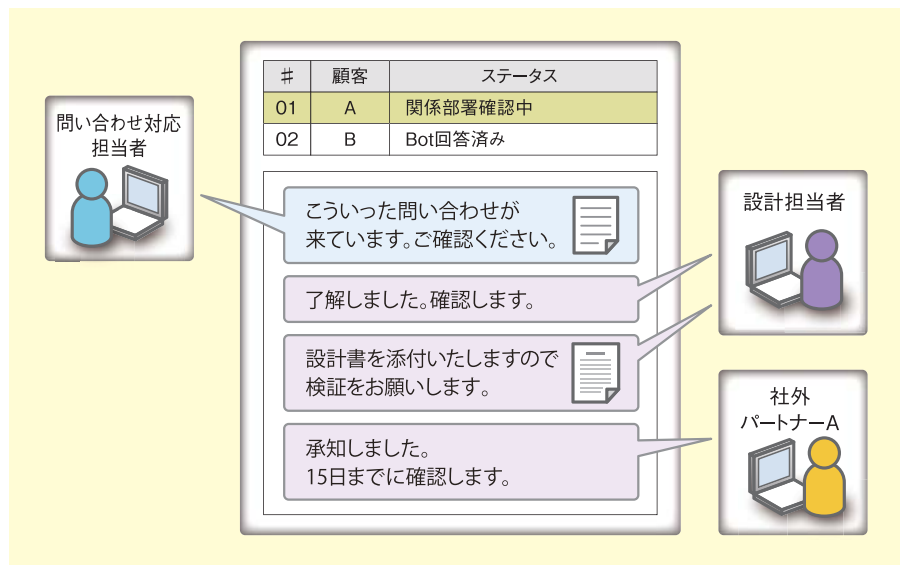 ♯ 顧客 ステータス
01 A 関係部署確認中
02 B Bot回答済み
問い合わせ対応
担当者
こういった問い合わせが
来ています。ご確認ください。
設計担当者
了解しました。確認します。
設計書を添付いたしますので
検証をお願いします。
社外
パートナーA
承知しました。
15日までに確認します。